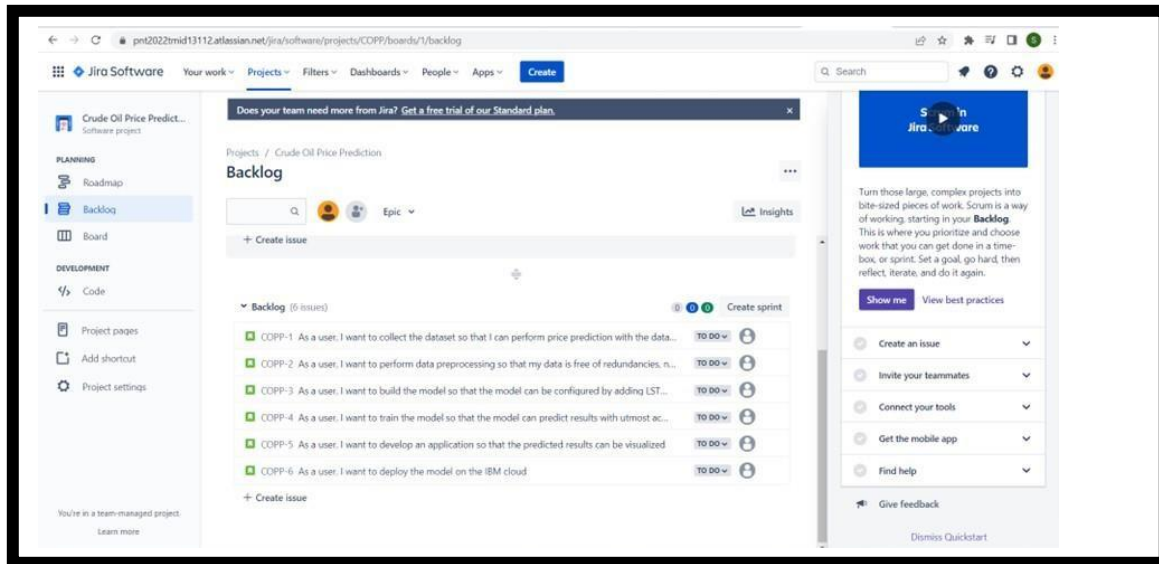 pnt2022tmid13112.atlassian.net/jira/software/projects/COPP/boards/1/backlog
S
Jira Software Your work Projects Filters Dashboards People Apps Create Search
Crude Oil Price Predict...
Software project
PLANNING
Roadmap
Backlog
Board
DEVELOPMENT
Code
Project pages
Add shortcut
Project settings
You're in a team-managed project
Learn more
Does your team need more from Jira? Get a free trial of our Standard plan.
Projects / Crude Oil Price Prediction
Backlog
Epic Insights
+ Create issue
Backlog (6 issues) 0 0 0 Create sprint
COPP-1 As a user, I want to collect the dataset so that I can perform price prediction with the data... TO DO
COPP-2 As a user, I want to perform data preprocessing so that my data is free of redundancies, n... TO DO
COPP-3 As a user, I want to build the model so that the model can be configured by adding LST... TO DO
COPP-4 As a user, I want to train the model so that the model can predict results with utmost ac... TO DO
COPP-5 As a user, I want to develop an application so that the predicted results can be visualized TO DO
COPP-6 As a user, I want to deploy the model on the IBM cloud TO DO
+ Create issue
Jira Software
Turn those large, complex projects into
bite-sized pieces of work. Scrum is a way
of working, starting in your Backlog.
This is where you prioritize and choose
work that you can get done in a time-
box, or sprint. Set a goal, go hard, then
reflect, iterate, and do it again.
Show me View best practices
Create an issue
Invite your teammates
Connect your tools
Get the mobile app
Find help
Give feedback
Dismiss Quickstart